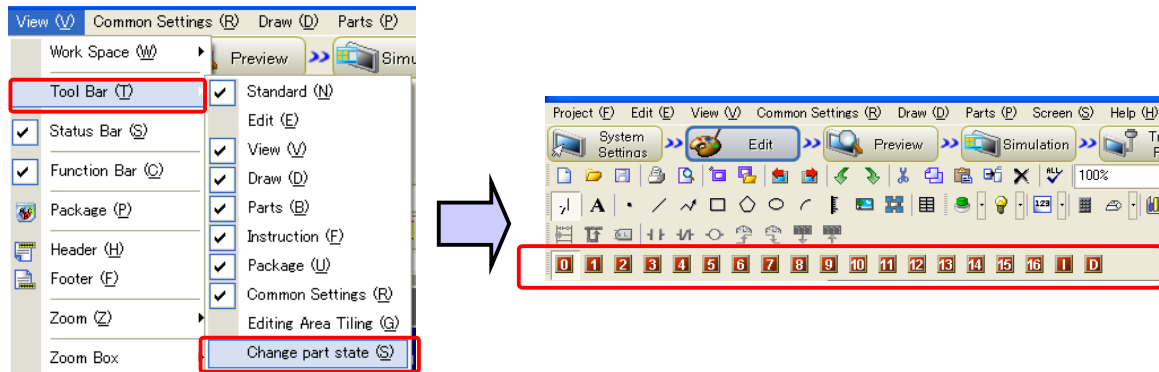 View (V) Common Settings (R) Draw (D) Parts (P)
Work Space (W)
Preview
Tool Bar (T)
Standard (N)
Edit (E)
Status Bar (S)
View (V)
Function Bar (C)
Draw (D)
Package (P)
Parts (B)
Instruction (F)
Header (H)
Package (U)
Footer (F)
Common Settings (R)
Zoom (Z)
Editing Area Tiling (G)
Zoom Box
Change part state (S)
Project (F) Edit (E) View (V) Common Settings (R) Draw (D) Parts (P) Screen (S) Help (H)
System
Settings
Edit
Preview
Simulation
ALL
100%
A
123
0 1 2 3 4 5 6 7 8 9 10 11 12 13 14 15 16 I D